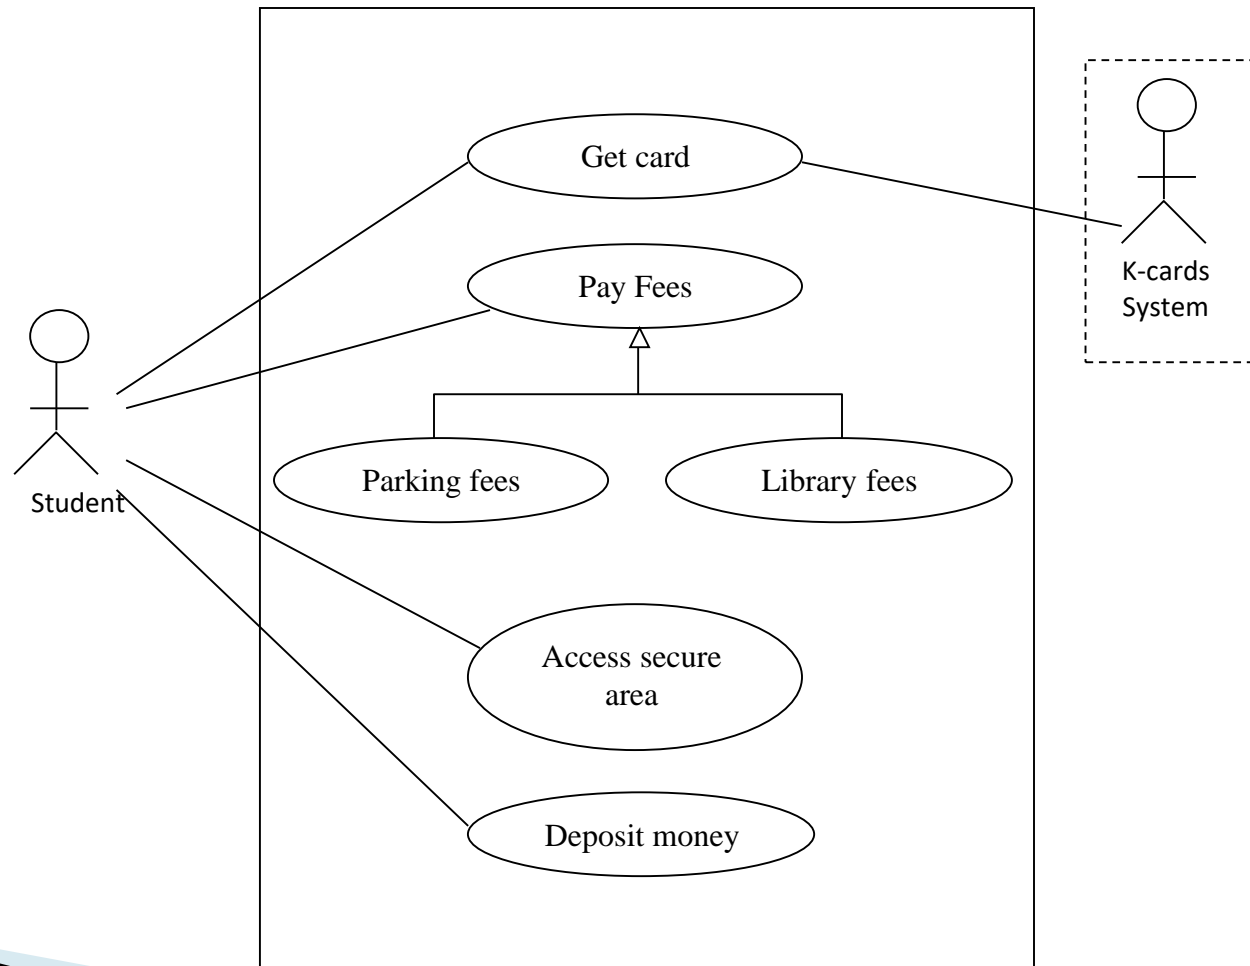 Get card
K-cards
System
Pay Fees
Student
Parking fees
Library fees
Access secure
area
Deposit money